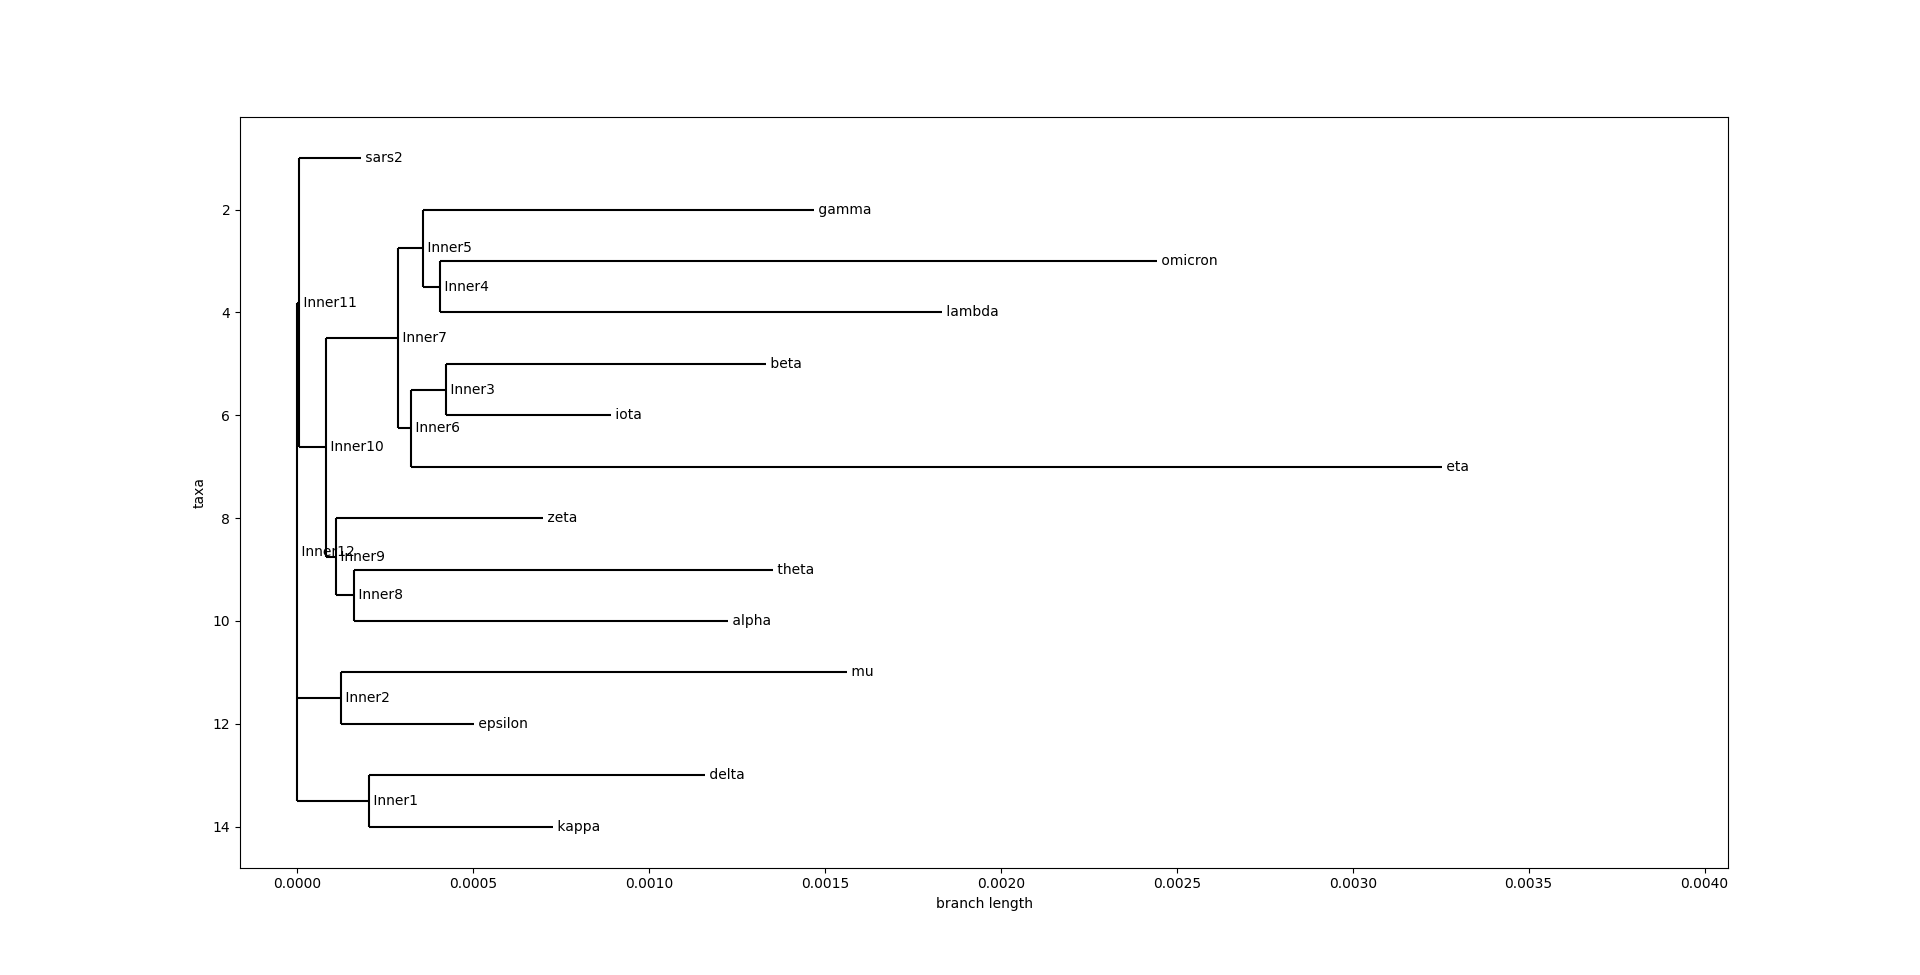 sars2
2
gamma
Inner5
omicron
Inner4
Inner11
4
lambda
Inner7
beta
Inner3
6
iota
Inner6
Inner10
eta
taxa
8
zeta
Inner12
Inner9
theta
Inner8
10
alpha
mu
Inner2
12
epsilon
delta
Inner1
14
kappa
0.0000 0.0005 0.0010 0.0015 0.0020 0.0025 0.0030 0.0035 0.0040
branch length